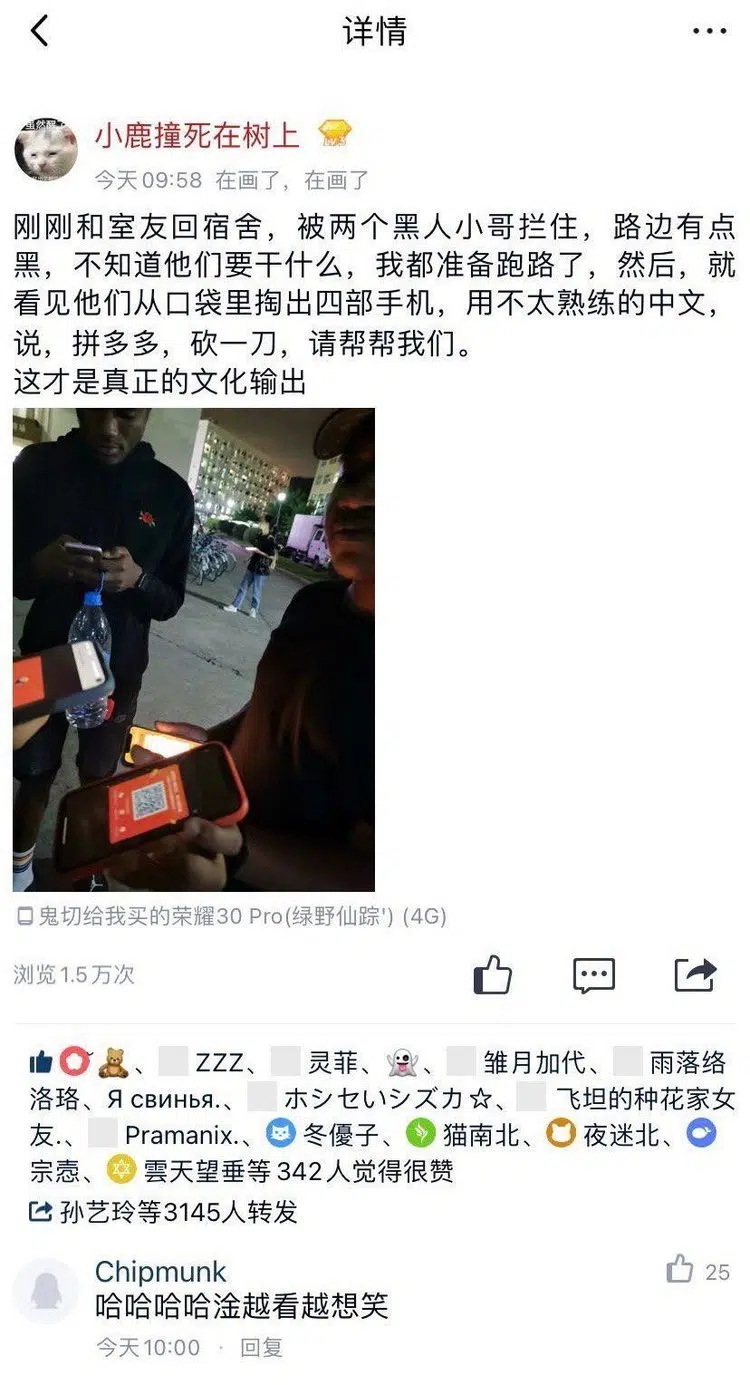 详情
小鹿撞死在树上
今天09:58 在画了，在画了
刚刚和室友回宿舍，被两个黑人小哥拦住，路边有点
黑，不知道他们要干什么，我都准备跑路了，然后，就
看见他们从口袋里掏出四部手机，用不太熟练的中文，
说，拼多多，砍一刀，请帮帮我们。
这才是真正的文化输出
鬼切给我买的荣耀30 Pro(绿野仙踪') (4G)
浏览1.5万次
、 ZZZ、 灵菲、 、 雏月加代、 雨落络
洛珞、Я свинья.、 ホシセいシズカ☆、 飞坦的种花家女
友.、 Pramanix.、 冬優子、 猫南北、 夜迷北、
宗悫、 雲天望垂等342人觉得很赞
孙艺玲等3145人转发
Chipmunk
25
哈哈哈哈淦越看越想笑
今天10:00 · 回复